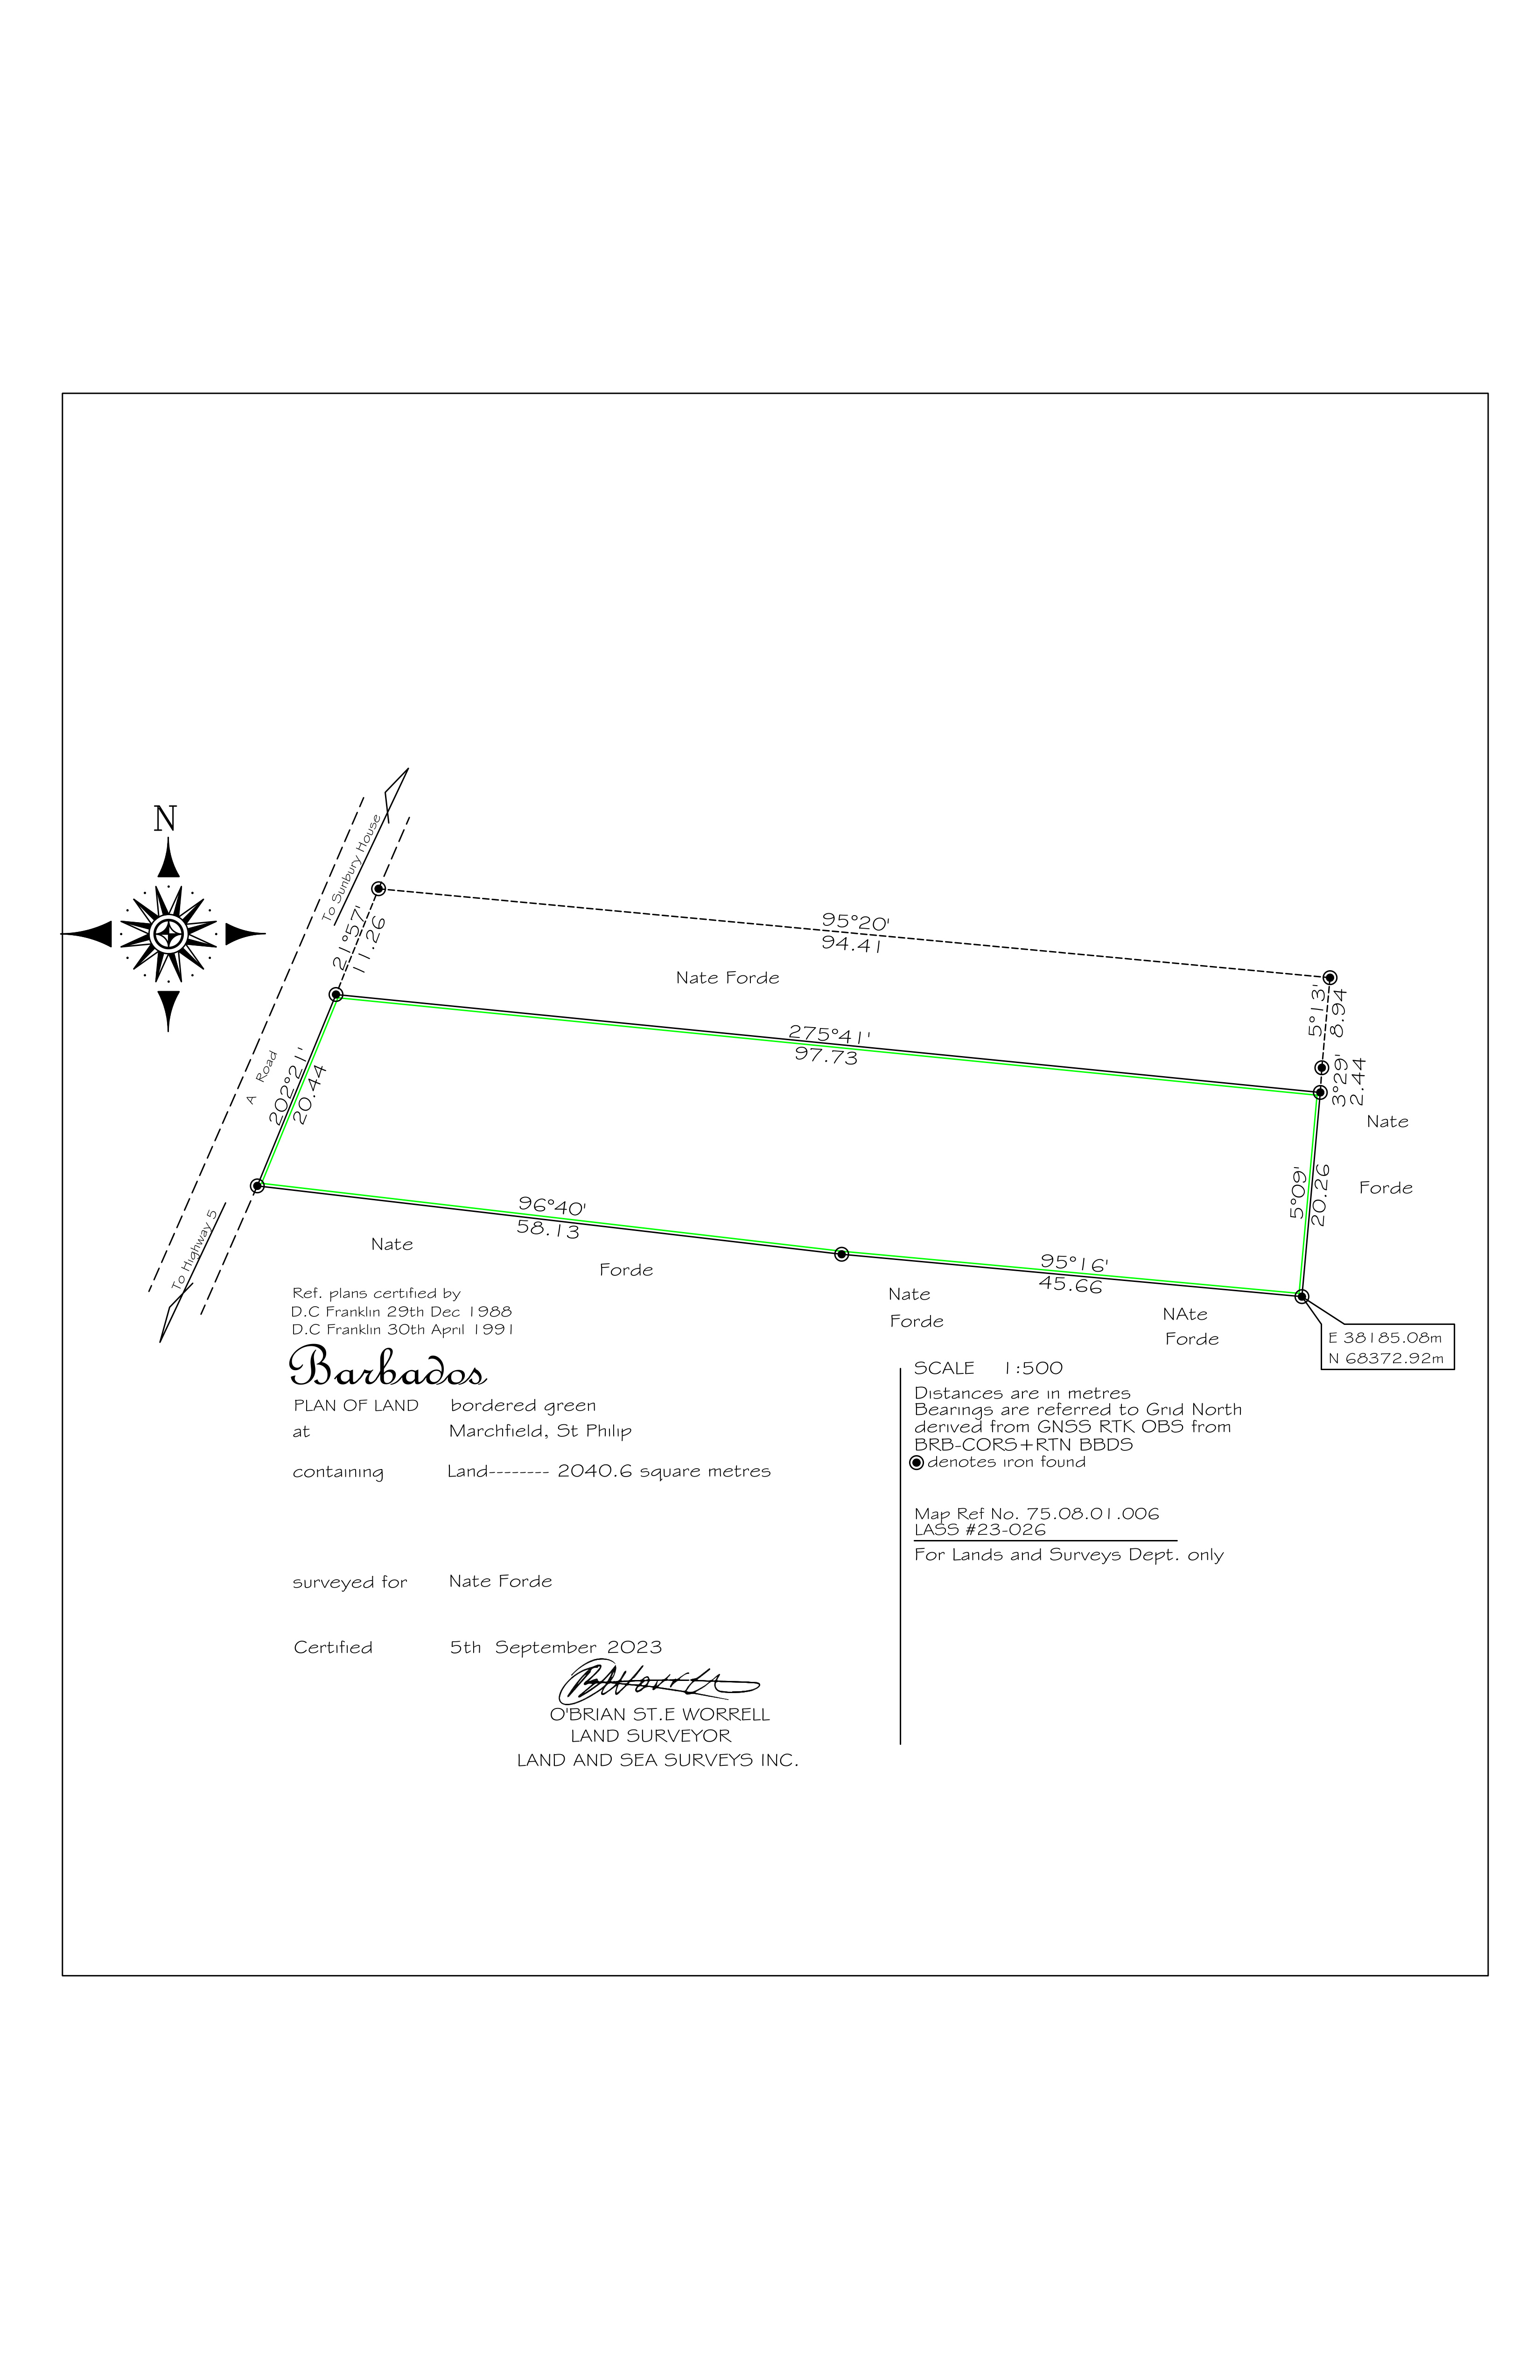 N
To Sunbury House
21°57'
11.26
95°20'
94.41
Nate Forde
5°13'
8.94
275°41'
97.73
3°29'
2.44
A Road
202°21'
20.44
Nate
Forde
5°09'
20.26
96°40'
58.13
To Highway 5
Nate
Forde
95°16'
45.66
Nate
Forde
NAte
Forde
E 38185.08m
N 68372.92m
Ref. plans certified by
D.C Franklin 29th Dec 1988
D.C Franklin 30th April 1991
Barbados
PLAN OF LAND bordered green
at Marchfield, St Philip
containing Land-------- 2040.6 square metres
surveyed for Nate Forde
Certified 5th September 2023
O'BRIAN ST.E WORRELL
LAND SURVEYOR
LAND AND SEA SURVEYS INC.
SCALE 1:500
Distances are in metres
Bearings are referred to Grid North
derived from GNSS RTK OBS from
BRB-CORS+RTN BBDS
denotes iron found
Map Ref No. 75.08.01.006
LASS #23-026
For Lands and Surveys Dept. only